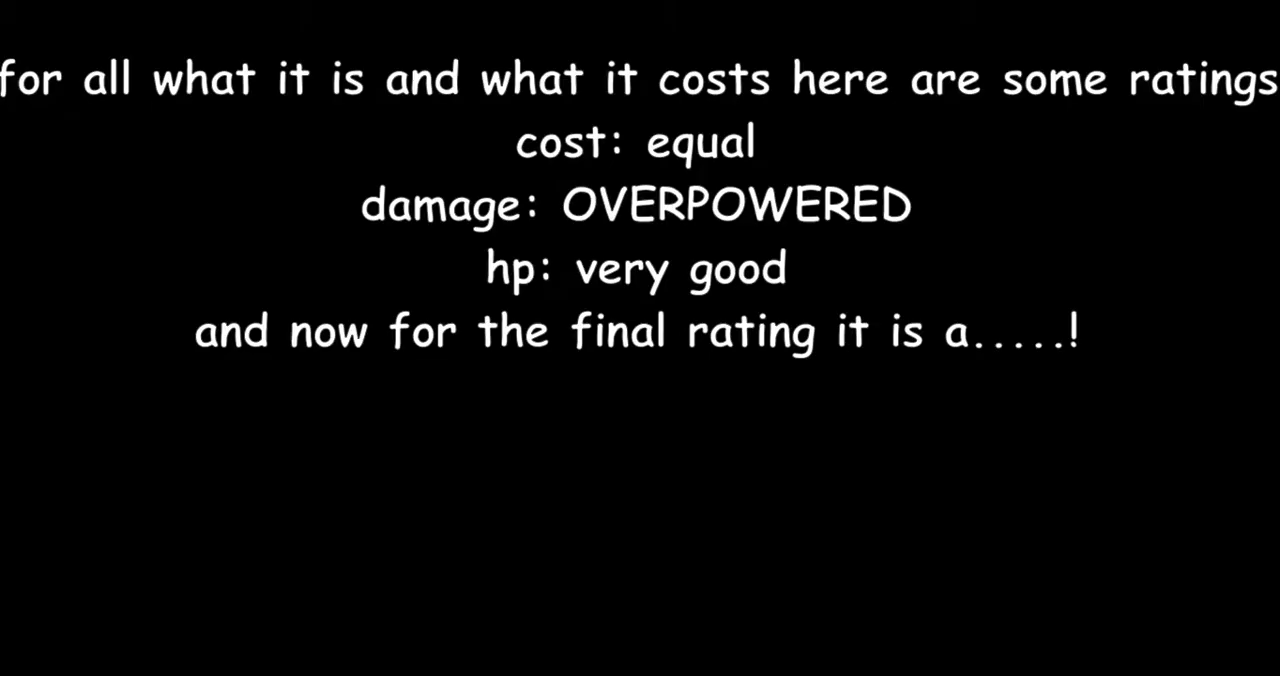 for all what it is and what it costs here are some ratings
cost: equal
damage: OVERPOWERED
hp: very good
and now for the final rating it is a.....!